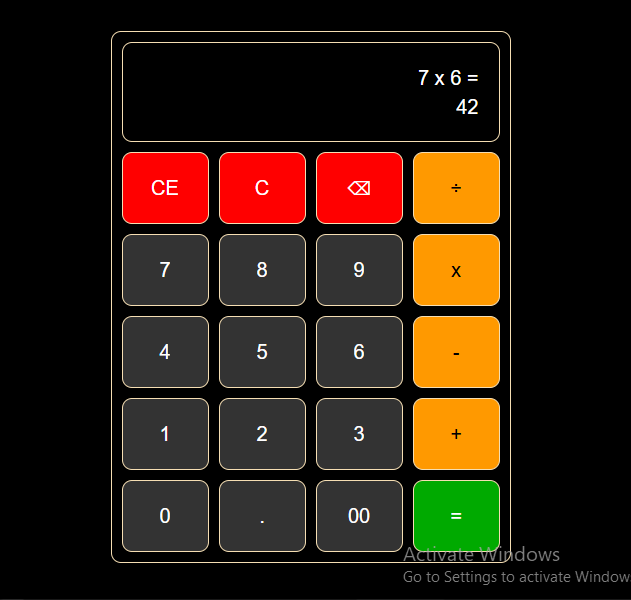 7 x 6 =
42
CE C ⌫ ÷
7 8 9 x
4 5 6 -
1 2 3 +
0 . 00 =
Activate Windows
Go to Settings to activate Window